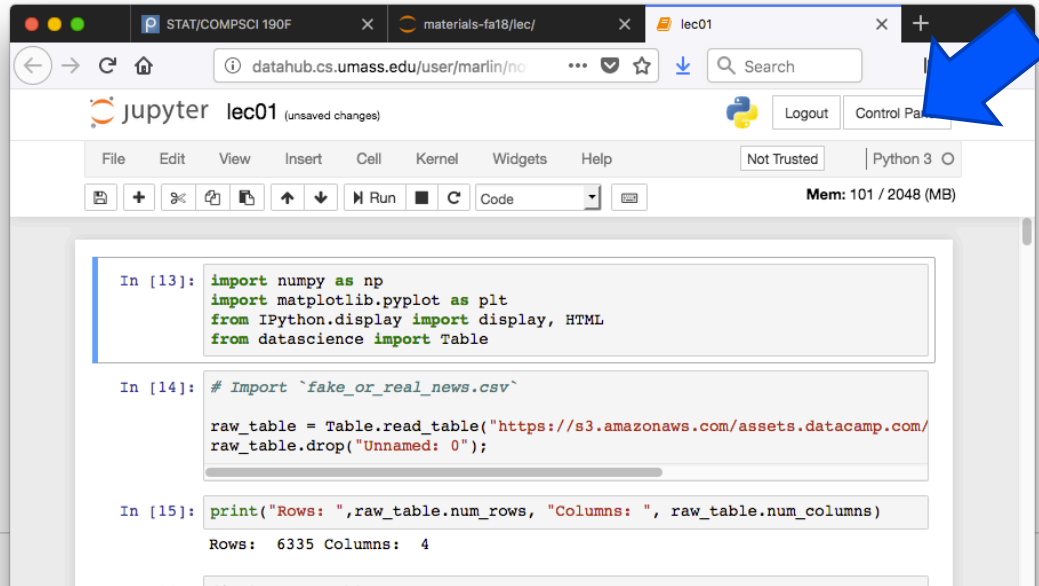 STAT/COMPSCI 190F
materials-fa18/lec/
lec01
datahub.cs.umass.edu/user/marlin/no
Search
jupyter lec01 (unsaved changes)
Logout
Control
File Edit View Insert Cell Kernel Widgets Help
Not Trusted
Python 3
Run
Code
Mem: 101 / 2048 (MB)
In [13]: import numpy as np
import matplotlib.pyplot as plt
from IPython.display import display, HTML
from datascience import Table
In [14]: # Import `fake_or_real_news.csv`
raw_table = Table.read_table("https://s3.amazonaws.com/assets.datacamp.com/
raw_table.drop("Unnamed: 0");
In [15]: print("Rows: ",raw_table.num_rows, "Columns: ", raw_table.num_columns)
Rows:  6335 Columns:  4